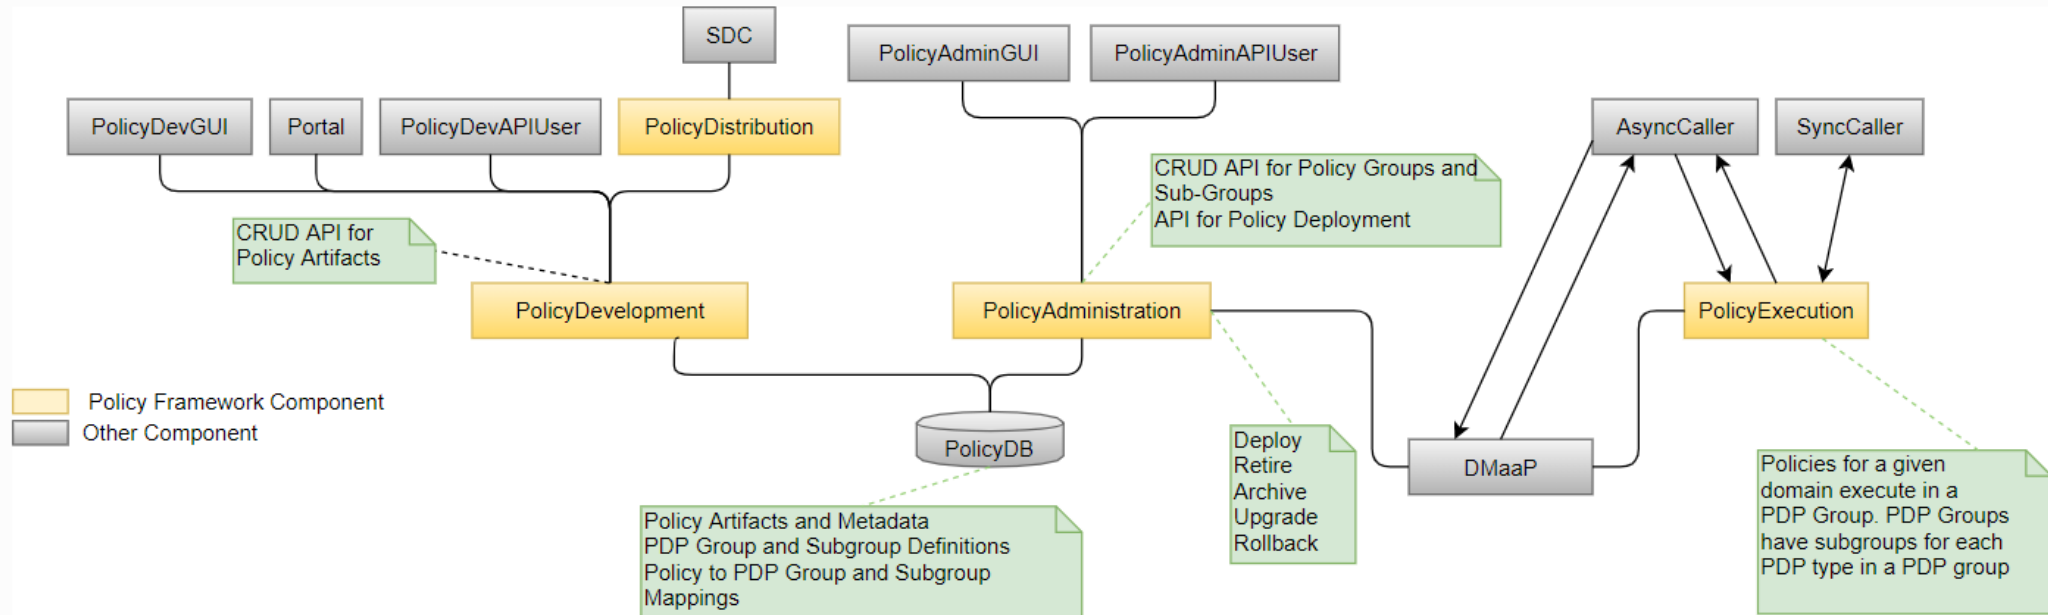 SDC
PolicyAdminGUI
PolicyAdminAPIUser
PolicyDevGUI
Portal
PolicyDevAPIUser
PolicyDistribution
AsyncCaller
SyncCaller
CRUD API for Policy Groups and
Sub-Groups
API for Policy Deployment
CRUD API for
Policy Artifacts
PolicyDevelopment
PolicyAdministration
PolicyExecution
Policy Framework Component
Other Component
PolicyDB
Deploy
Retire
Archive
Upgrade
Rollback
DMaaP
Policies for a given
domain execute in a
PDP Group. PDP Groups
have subgroups for each
PDP type in a PDP group
Policy Artifacts and Metadata
PDP Group and Subgroup Definitions
Policy to PDP Group and Subgroup
Mappings